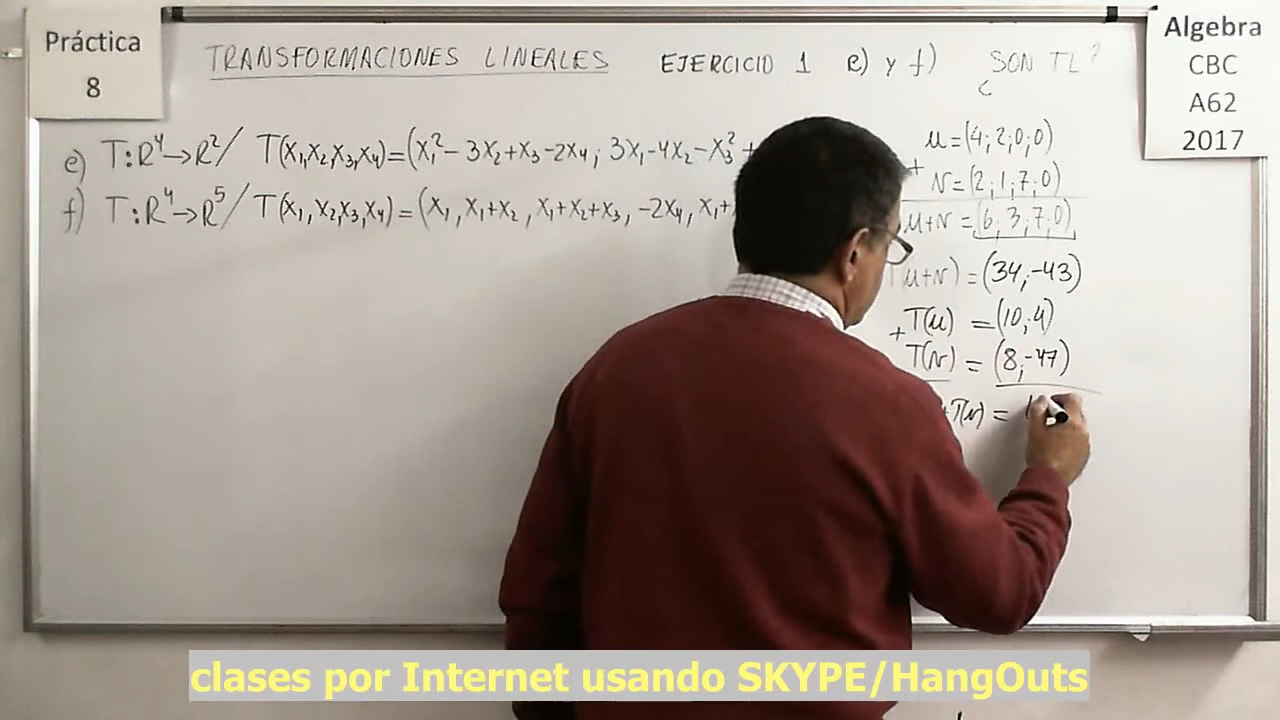 Práctica
8
Algebra
CBC
A62
2017
TRANSFORMACIONES LINEALES EJERCICIO 1 e) y f) ¿SON TL?
e) T:R⁴→R²/ T(x₁,x₂,x₃,x₄)=(x₁²-3x₂+x₃-2x₄; 3x₁-4x₂-x₃²+
f) T:R⁴→R⁵/ T(x₁,x₂,x₃,x₄)=(x₁,x₁+x₂,x₁+x₂+x₃,-2x₄,x₁+
u=(4;2;0;0)
+
v=(2;1;7;0)
u+v=(6;3;7;0)
(u+v)=(34;-43)
T(u)=(10;4)
+
T(v)=(8;-47)
+T(v)=
clases por Internet usando SKYPE/HangOuts